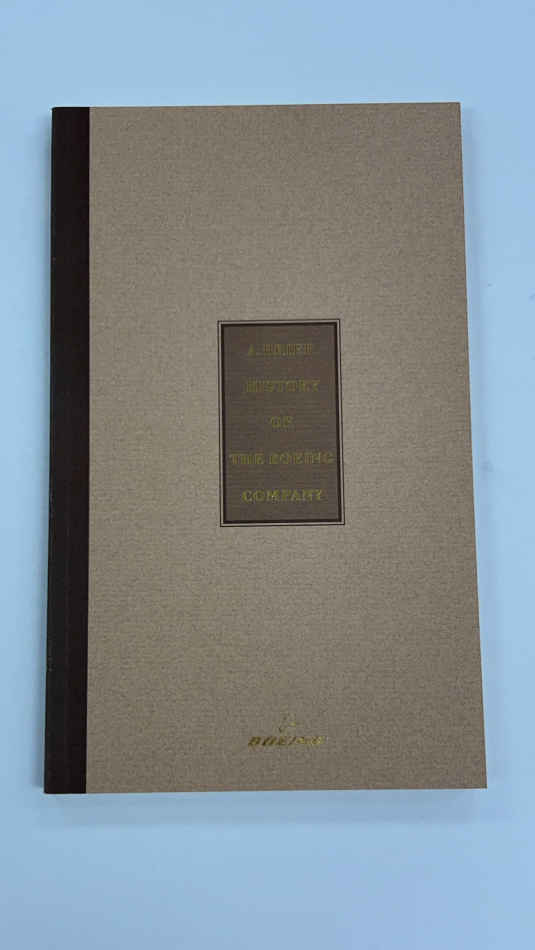 A BRIEF
HISTORY
OF
THE BOEING
COMPANY
BOEING